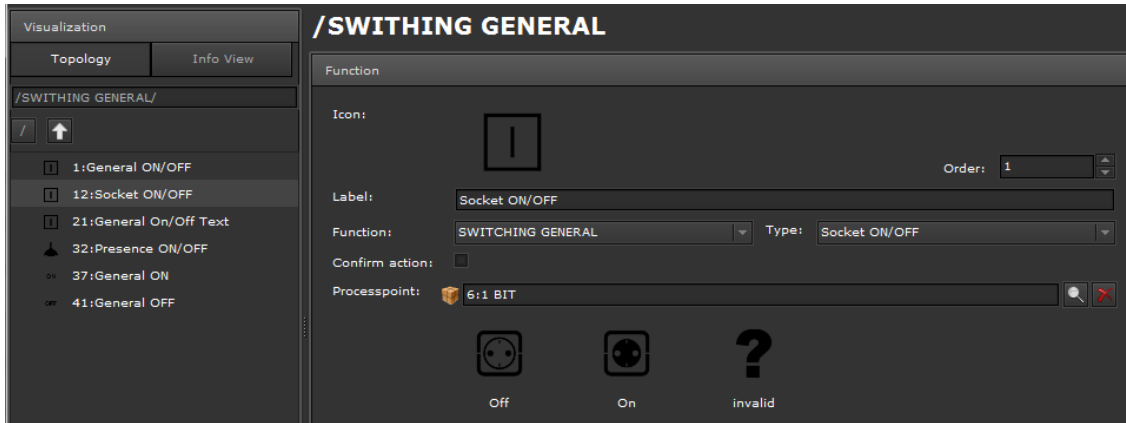 Visualization
Topology
Info View
/SWITHING GENERAL/
/
1:General ON/OFF
12:Socket ON/OFF
21:General On/Off Text
32:Presence ON/OFF
ON
37:General ON
OFF
41:General OFF
/SWITHING GENERAL
Function
Icon:
Order:
1
Label:
Socket ON/OFF
Function:
SWITCHING GENERAL
Type:
Socket ON/OFF
Confirm action:
Processpoint:
6:1 BIT
?
Off
On
invalid